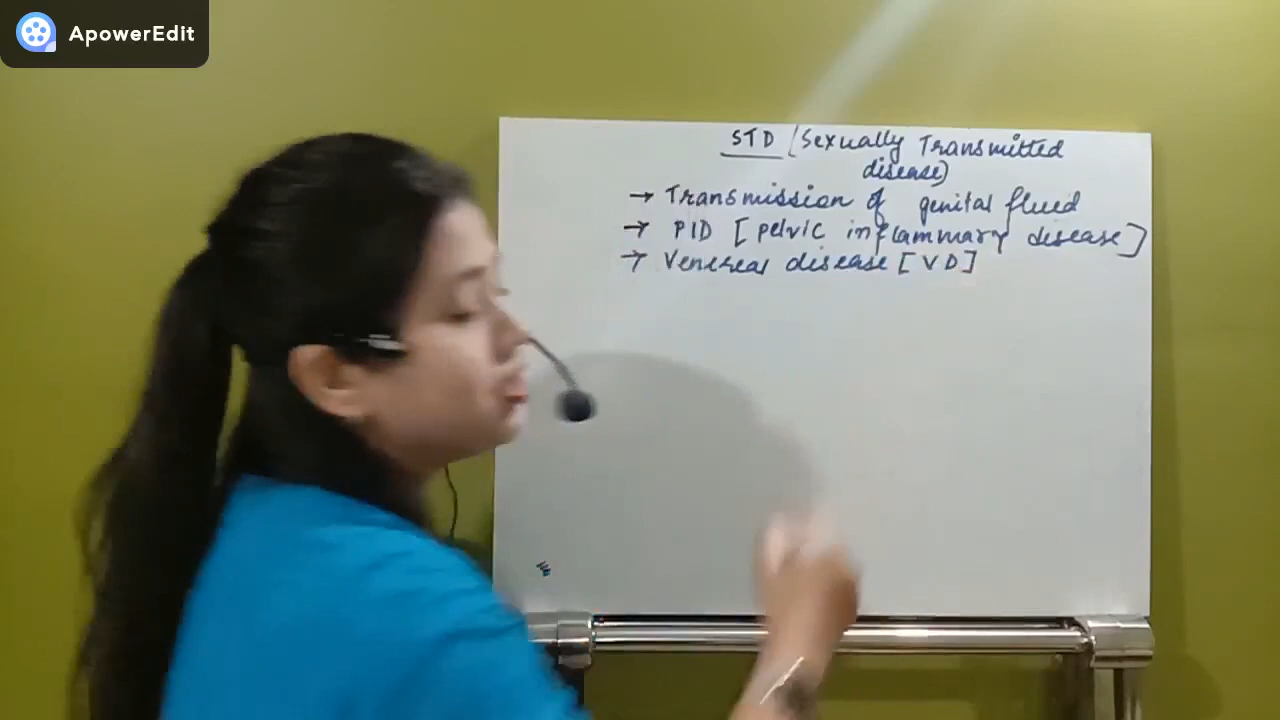 ApowerEdit
STD (Sexually Transmitted
disease)
→ Transmission of genital fluid
→ PID [pelvic inflammary disease]
→ Venereal disease [VD]